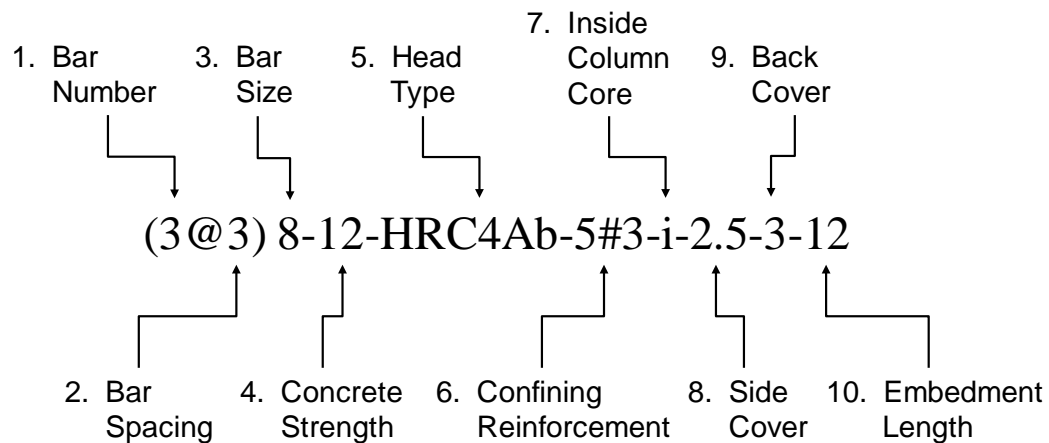 7. Inside
Column
Core
1. Bar
Number
3. Bar
Size
5. Head
Type
9. Back
Cover
(3@3) 8-12-HRC4Ab-5#3-i-2.5-3-12
2. Bar
Spacing
4. Concrete
Strength
6. Confining
Reinforcement
8. Side
Cover
10. Embedment
Length